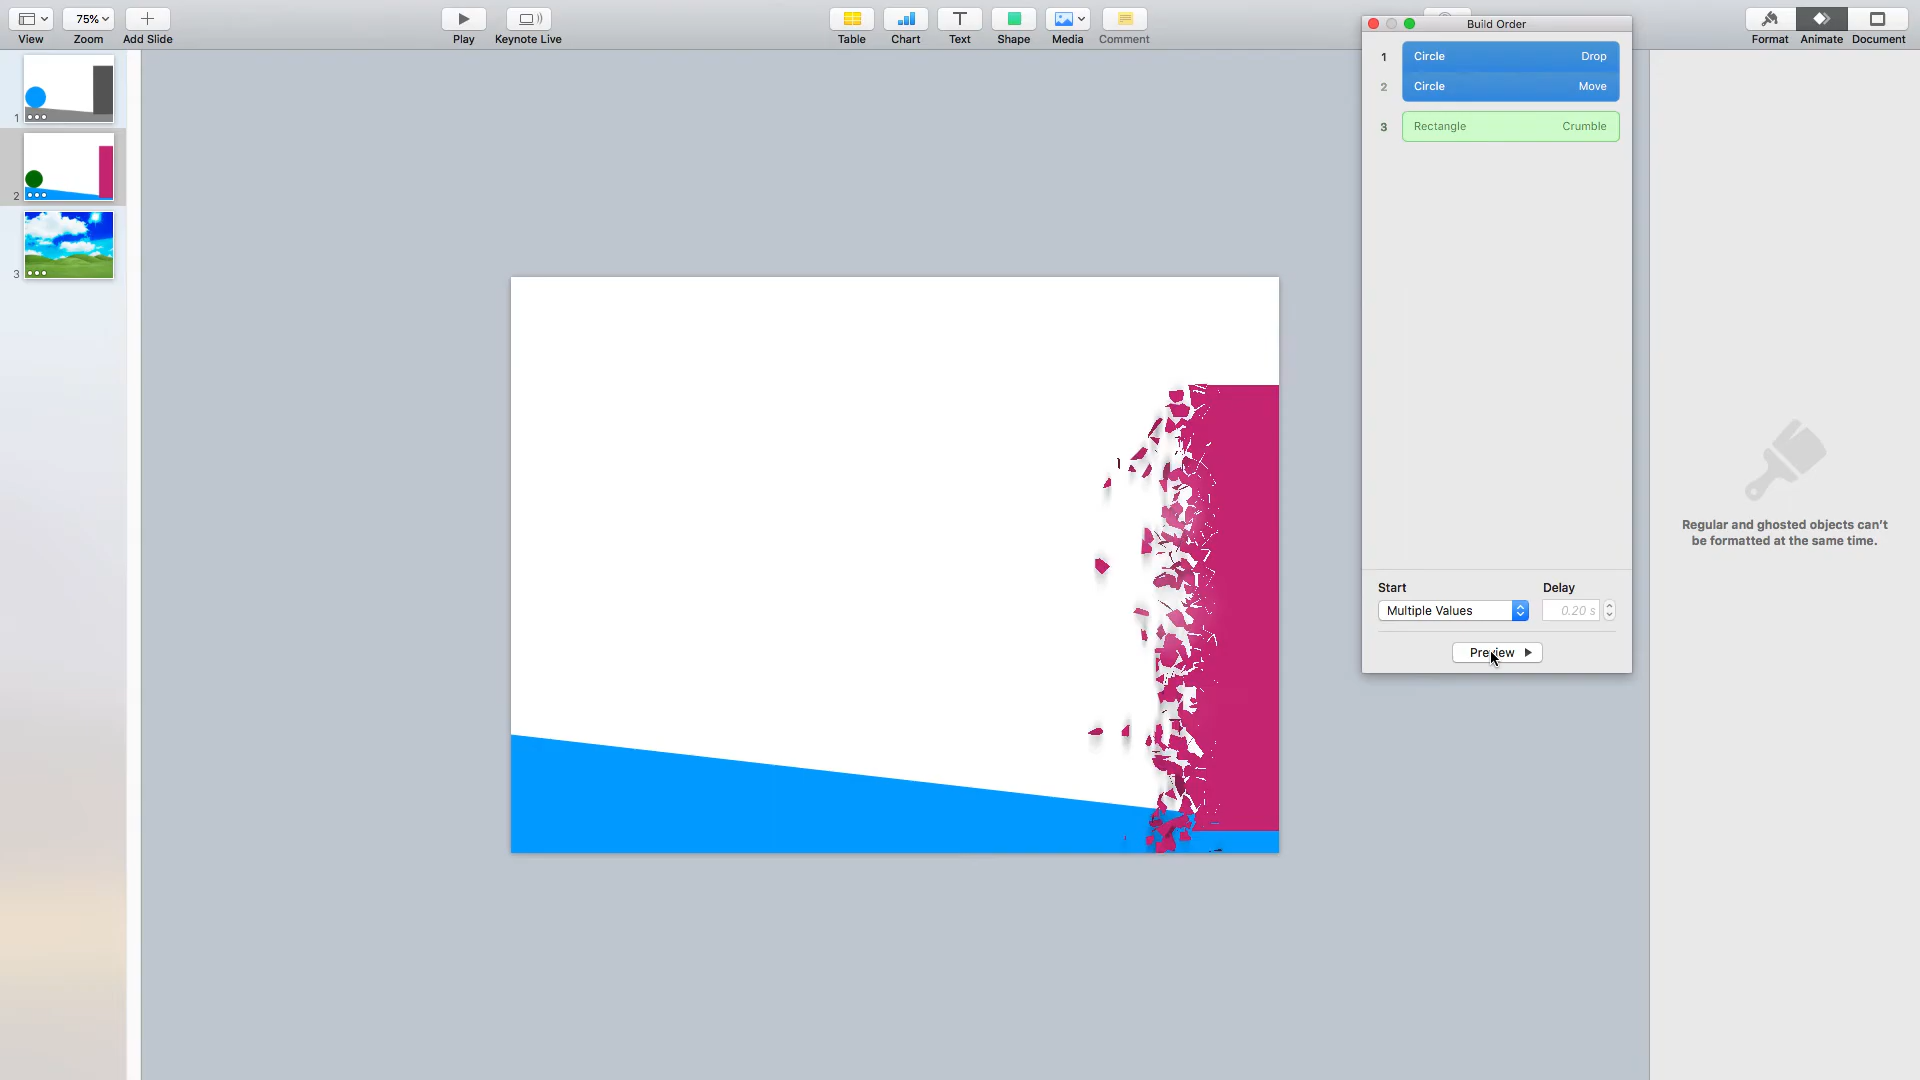 View
75%
Zoom
Add Slide
Play
Keynote Live
Table
Chart
Text
Shape
Media
Comment
Build Order
Format
Animate
Document
1 Circle Drop
2 Circle Move
3 Rectangle Crumble
1
2
3
Regular and ghosted objects can't
be formatted at the same time.
Start Delay
Multiple Values 0.20 s
Preview